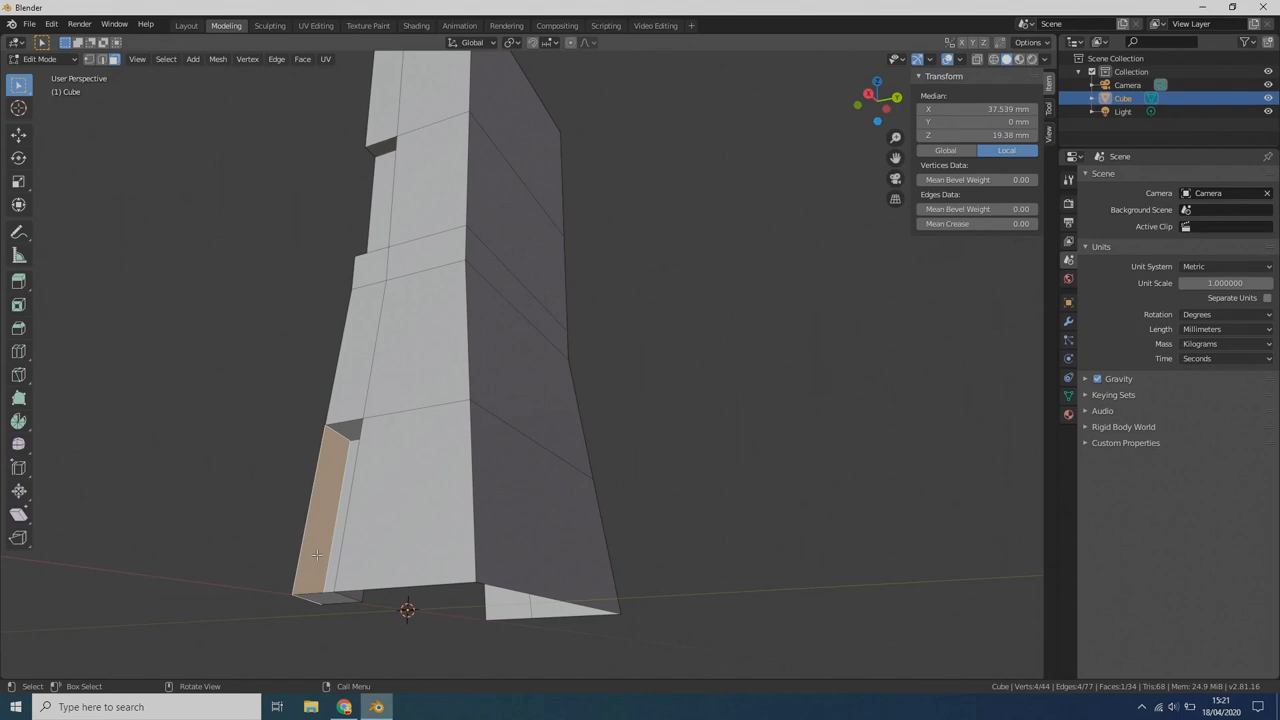 Blender
File Edit Render Window Help Layout Modeling Sculpting UV Editing Texture Paint Shading Animation Rendering Compositing Scripting Video Editing + Scene View Layer
Global Options
Edit Mode View Select Add Mesh Vertex Edge Face UV
User Perspective
(1) Cube
Transform
Median:
X 37.539 mm
Y 0 mm
Z 19.38 mm
Global Local
Vertices Data:
Mean Bevel Weight 0.00
Edges Data:
Mean Bevel Weight 0.00
Mean Crease 0.00
Item
Tool
View
X Y Z
X
Y
Z
Scene Collection
Collection
Camera
Cube
Light
Scene
Scene
Camera Camera
Background Scene
Active Clip
Units
Unit System Metric
Unit Scale 1.000000
Separate Units
Rotation Degrees
Length Millimeters
Mass Kilograms
Time Seconds
Gravity
Keying Sets
Audio
Rigid Body World
Custom Properties
Select Box Select Rotate View Call Menu Cube | Verts:4/44 | Edges:4/77 | Faces:1/34 | Tris:68 | Mem: 24.9 MiB | v2.81.16
Type here to search
15:21
18/04/2020